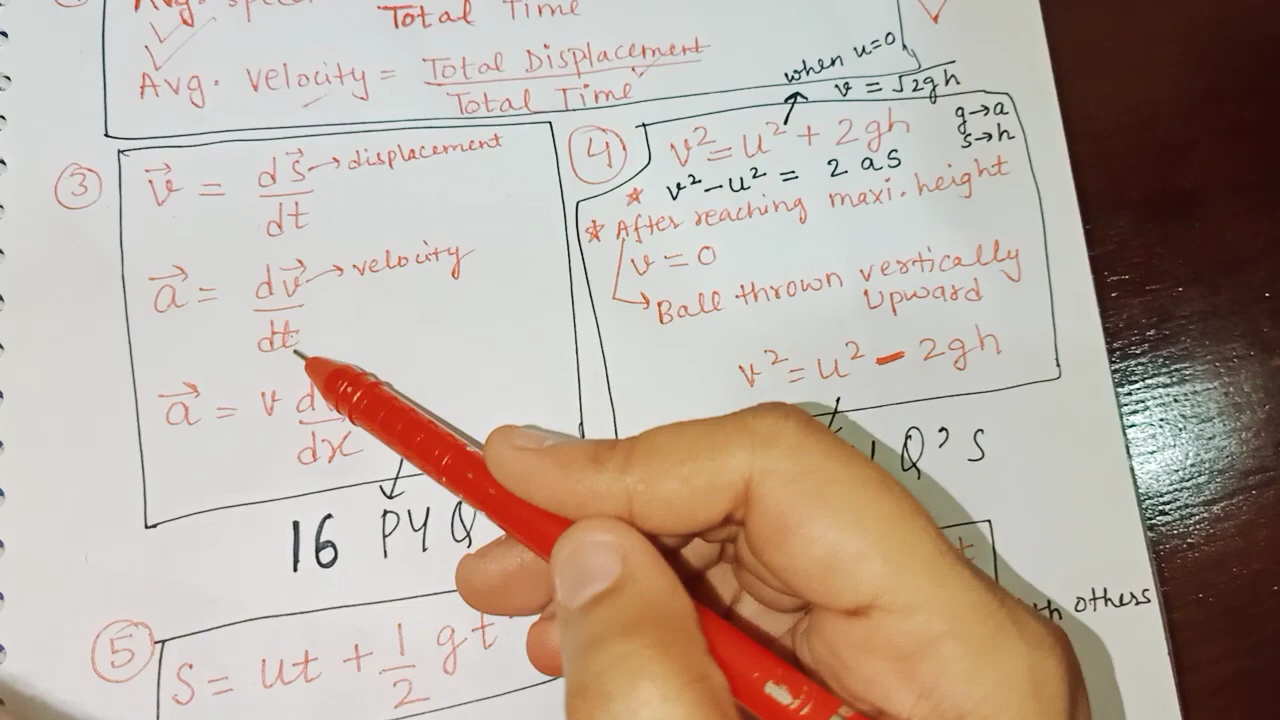 Total Time
Avg. Velocity = Total Displacement
Total Time
when u=0
v = √2gh
③
v⃗ = ds⃗ → displacement
dt
a⃗ = dv⃗ → velocity
dt
a⃗ = v d
dx
16 PYQ
④
v² = u² + 2gh
g→a
s→h
* v² - u² = 2 as
* After reaching maxi. height
v = 0
→ Ball thrown vertically
Upward
v² = u² - 2gh
Q's
⑤
s = ut + 1/2 gt
others